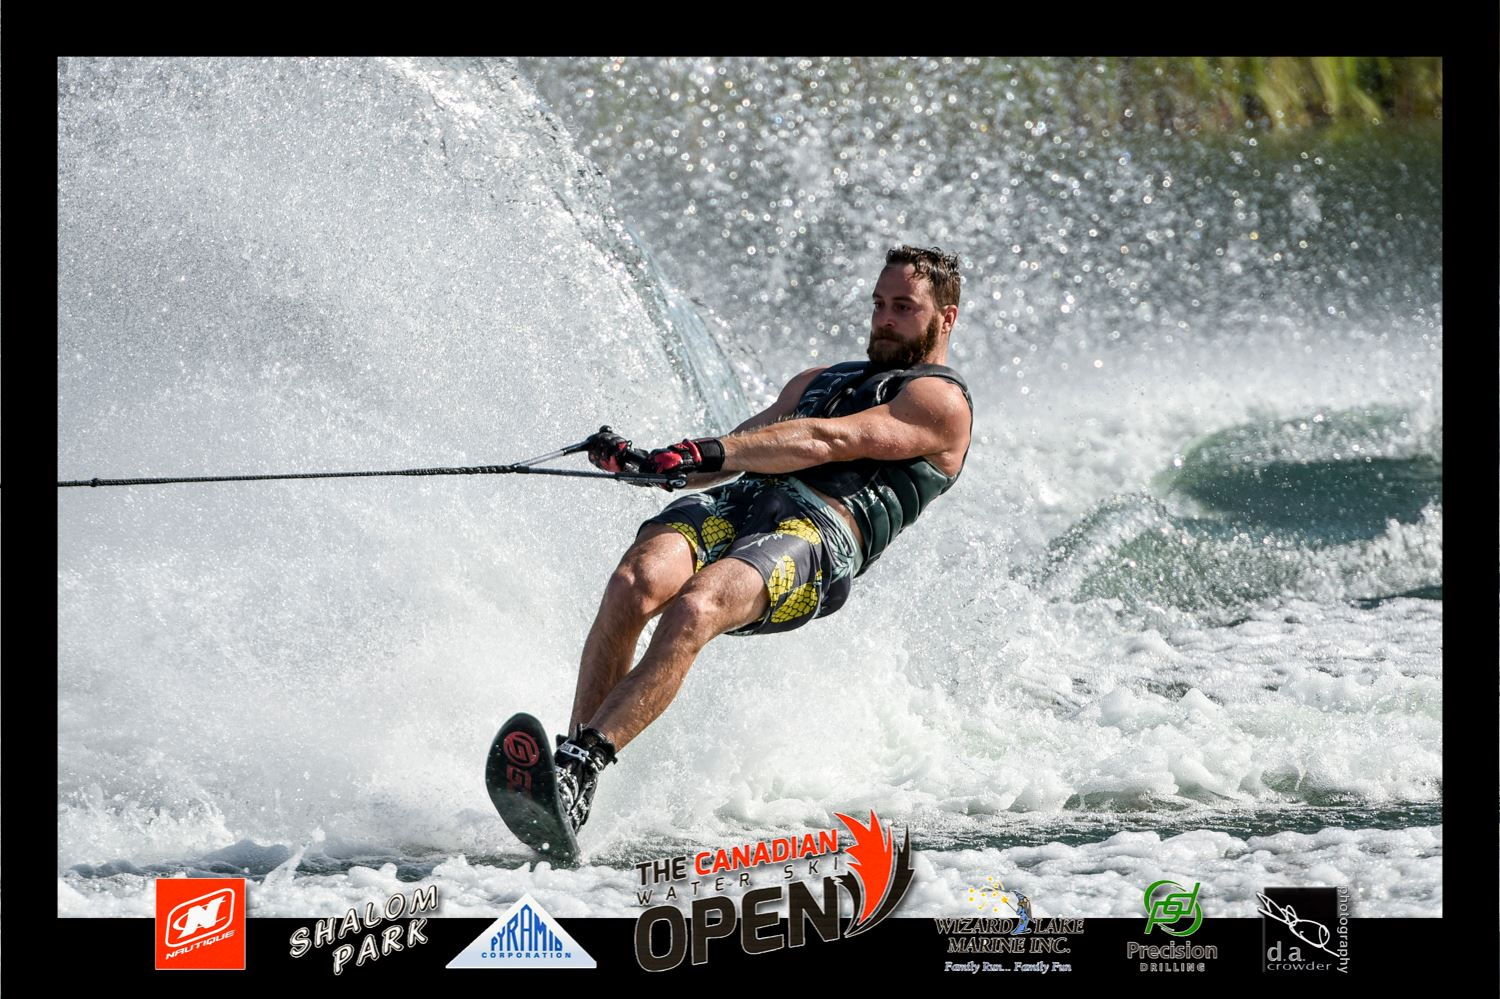 NAUTIQUE
SHALOM
PARK
PYRAMID
CORPORATION
THE CANADIAN
WATER SKI
OPEN
WIZARD LAKE
MARINE INC.
Family Run... Family Fun
Precision
DRILLING
d.a.
crowder
photography